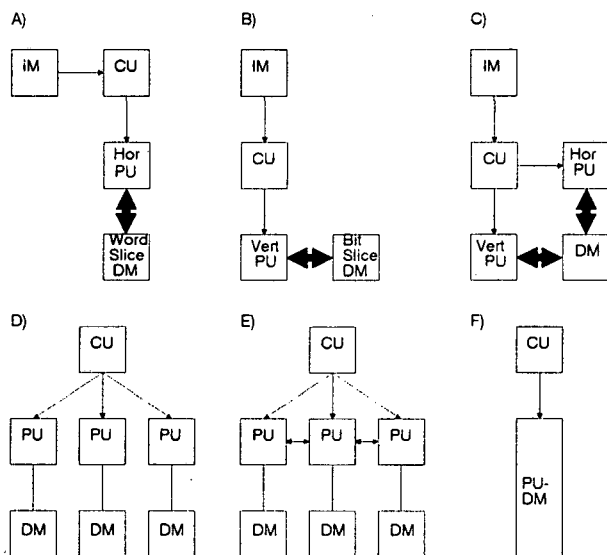 A)
B)
C)
IM
CU
IM
IM
Hor
PU
CU
CU
Hor
PU
Word
Slice
DM
Vert
PU
Bit
Slice
DM
Vert
PU
DM
D)
E)
F)
CU
CU
CU
PU
PU
PU
PU
PU
PU
PU-
DM
DM
DM
DM
DM
DM
DM